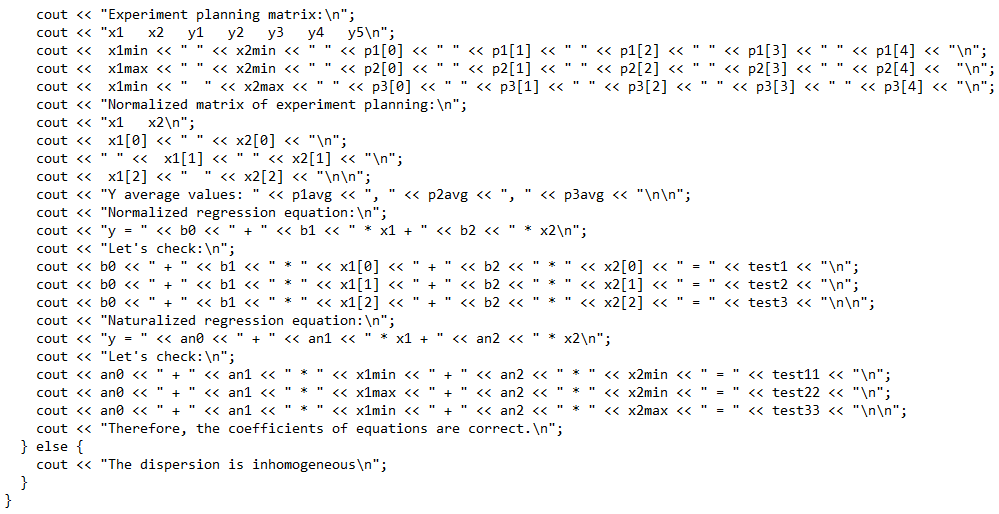 cout << "Experiment planning matrix:\n";
cout << "x1   x2   y1   y2   y3   y4   y5\n";
cout <<  x1min << " " << x2min << " " << p1[0] << " " << p1[1] << " " << p1[2] << " " << p1[3] << " " << p1[4] << "\n";
cout <<  x1max << " " << x2min << " " << p2[0] << " " << p2[1] << " " << p2[2] << " " << p2[3] << " " << p2[4] <<  "\n";
cout <<  x1min << "  " << x2max << " " << p3[0] << " " << p3[1] << " " << p3[2] << "  " << p3[3] << " " << p3[4] << "\n";
cout << "Normalized matrix of experiment planning:\n";
cout << "x1   x2\n";
cout <<  x1[0] << " " << x2[0] << "\n";
cout << " " <<  x1[1] << " " << x2[1] << "\n";
cout <<  x1[2] << "  " << x2[2] << "\n\n";
cout << "Y average values: " << p1avg << ", " << p2avg << ", " << p3avg << "\n\n";
cout << "Normalized regression equation:\n";
cout << "y = " << b0 << " + " << b1 << " * x1 + " << b2 << " * x2\n";
cout << "Let's check:\n";
cout << b0 << " + " << b1 << " * " << x1[0] << " + " << b2 << " * " << x2[0] << " = " << test1 << "\n";
cout << b0 << " + " << b1 << " * " << x1[1] << " + " << b2 << " * " << x2[1] << " = " << test2 << "\n";
cout << b0 << " + " << b1 << " * " << x1[2] << " + " << b2 << " * " << x2[2] << " = " << test3 << "\n\n";
cout << "Naturalized regression equation:\n";
cout << "y = " << an0 << " + " << an1 << " * x1 + " << an2 << " * x2\n";
cout << "Let's check:\n";
cout << an0 << " + " << an1 << " * " << x1min << " + " << an2 << " * " << x2min << " = " << test11 << "\n";
cout << an0 << " + " << an1 << " * " << x1max << " + " << an2 << " * " << x2min << " = " << test22 << "\n";
cout << an0 << " + " << an1 << " * " << x1min << " + " << an2 << " * " << x2max << " = " << test33 << "\n\n";
cout << "Therefore, the coefficients of equations are correct.\n";
} else {
cout << "The dispersion is inhomogeneous\n";
}
}